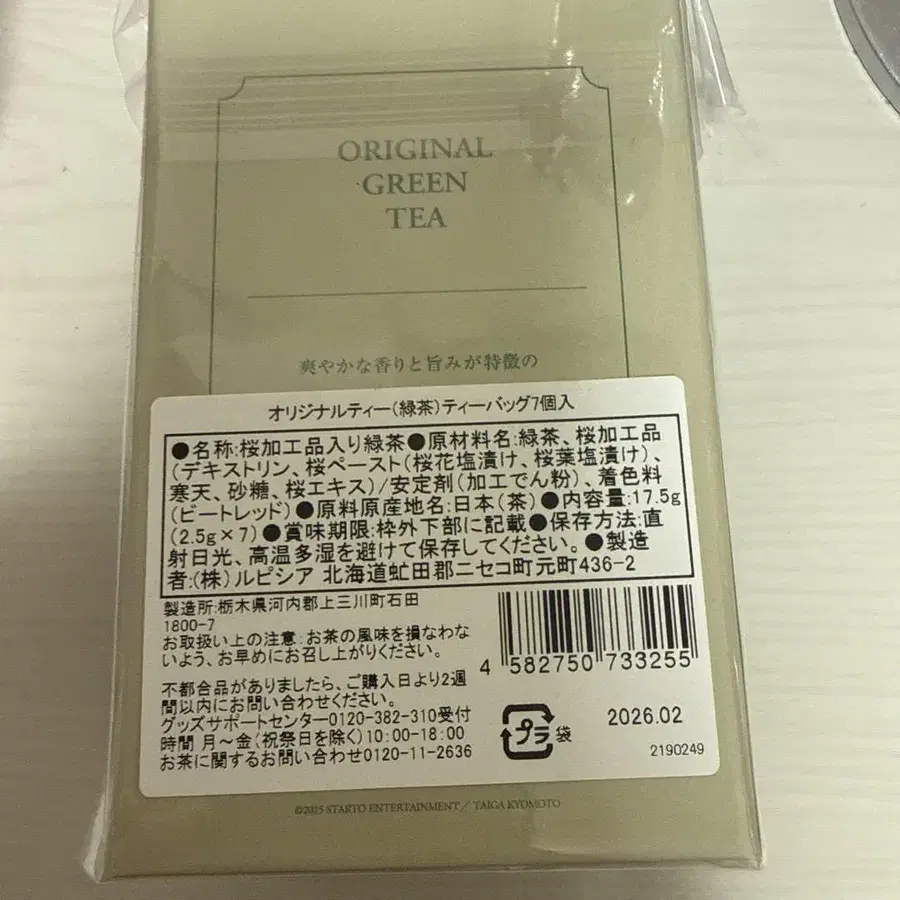 ORIGINAL
GREEN
TEA
爽やかな香りと旨みが特徴の
オリジナルティー(緑茶)ティーバッグ7個入
●名称:桜加工品入り緑茶●原材料名:緑茶、桜加工品
(デキストリン、桜ペースト(桜花塩漬け、桜葉塩漬け)、
寒天、砂糖、桜エキス)/安定剤(加工でん粉)、着色料
(ビートレッド)●原料原産地名:日本(茶)●内容量:17.5g
(2.5g×7)●賞味期限:枠外下部に記載●保存方法:直
射日光、高温多湿を避けて保存してください。●製造
者:(株)ルピシア 北海道虻田郡ニセコ町元町436-2
製造所:栃木県河内郡上三川町石田
1800-7
お取扱い上の注意:お茶の風味を損なわな
いよう、お早めにお召し上がりください。
不都合品がありましたら、ご購入日より2週
間以内にお問い合わせください。
グッズサポートセンター0120-382-310受付
時間 月~金(祝祭日を除く)10:00-18:00
お茶に関するお問い合わせ0120-11-2636
4 582750 733255
プラ 袋
2026.02
2190249
©2025 STARTO ENTERTAINMENT／ TAIGA KYOMOTO